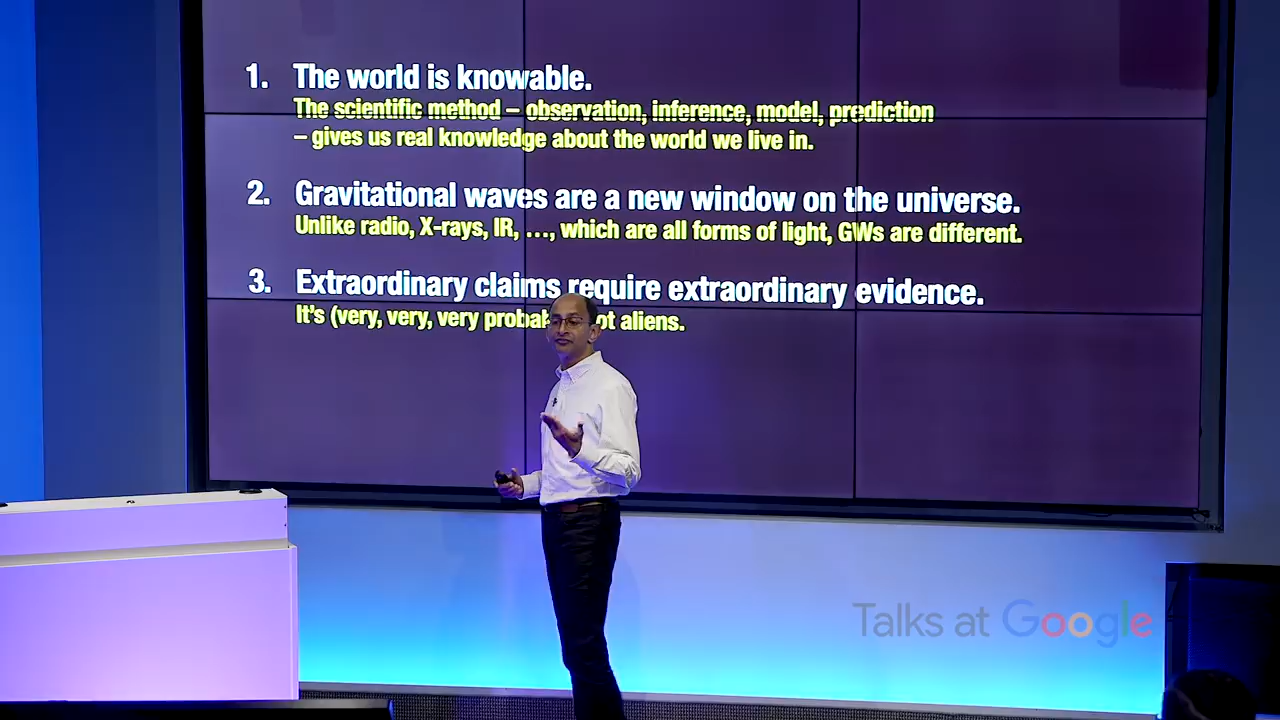 1. The world is knowable.
The scientific method – observation, inference, model, prediction
– gives us real knowledge about the world we live in.
2. Gravitational waves are a new window on the universe.
Unlike radio, X-rays, IR, ..., which are all forms of light, GWs are different.
3. Extraordinary claims require extraordinary evidence.
It's (very, very, very aliens.
Talks at Google